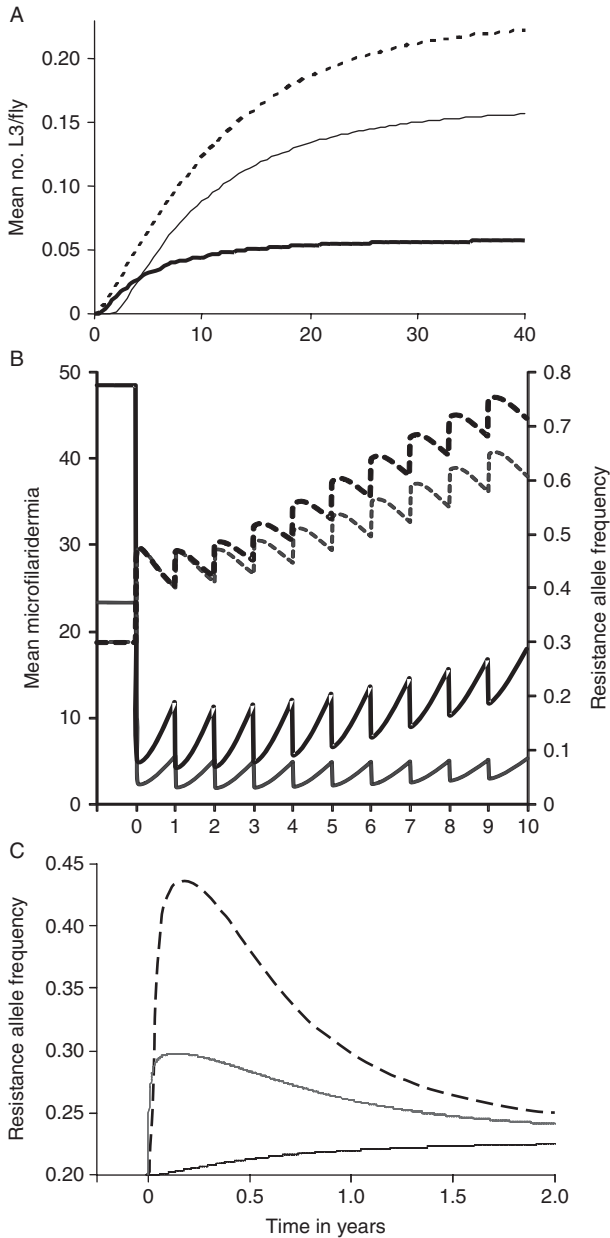 A
Mean no. L3/fly
0.20
0.15
0.10
0.05
0
0 10 20 30 40
B
Mean microfilaridermia
50
40
30
20
10
0
0.8
0.7
0.6
0.5
0.4
0.3
0.2
0.1
0
Resistance allele frequency
0 1 2 3 4 5 6 7 8 9 10
C
Resistance allele frequency
0.45
0.40
0.35
0.30
0.25
0.20
0 0.5 1.0 1.5 2.0
Time in years